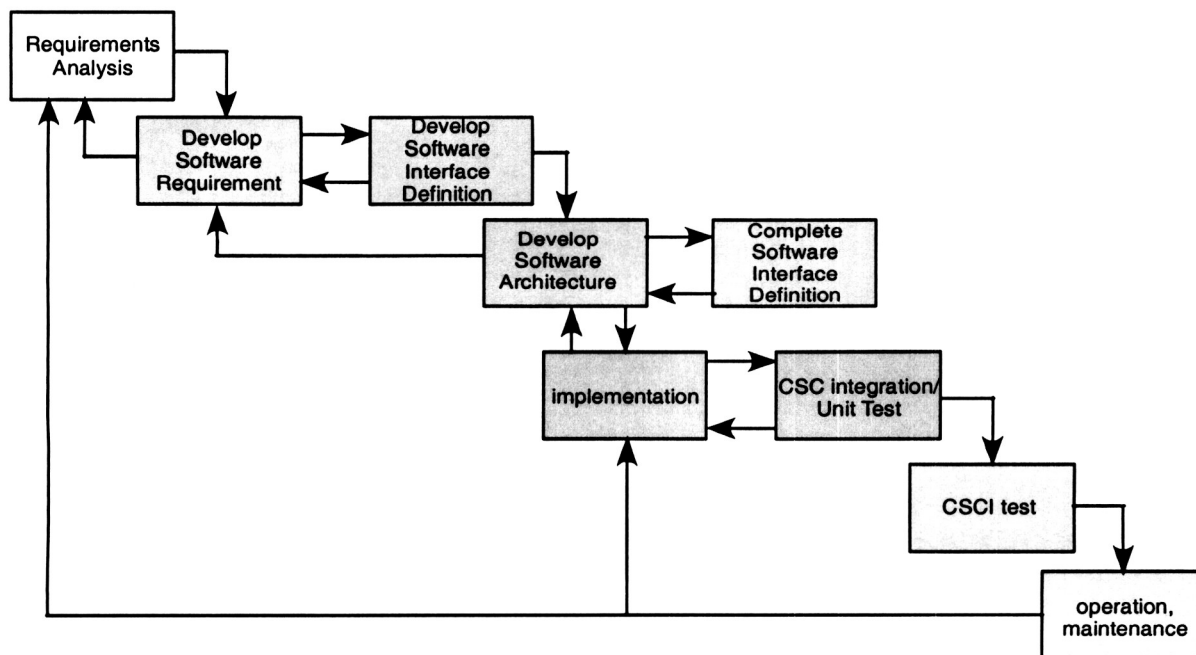 Requirements
Analysis
Develop
Software
Requirement
Develop
Software
Interface
Definition
Develop
Software
Architecture
Complete
Software
Interface
Definition
implementation
CSC integration/
Unit Test
CSCI test
operation,
maintenance